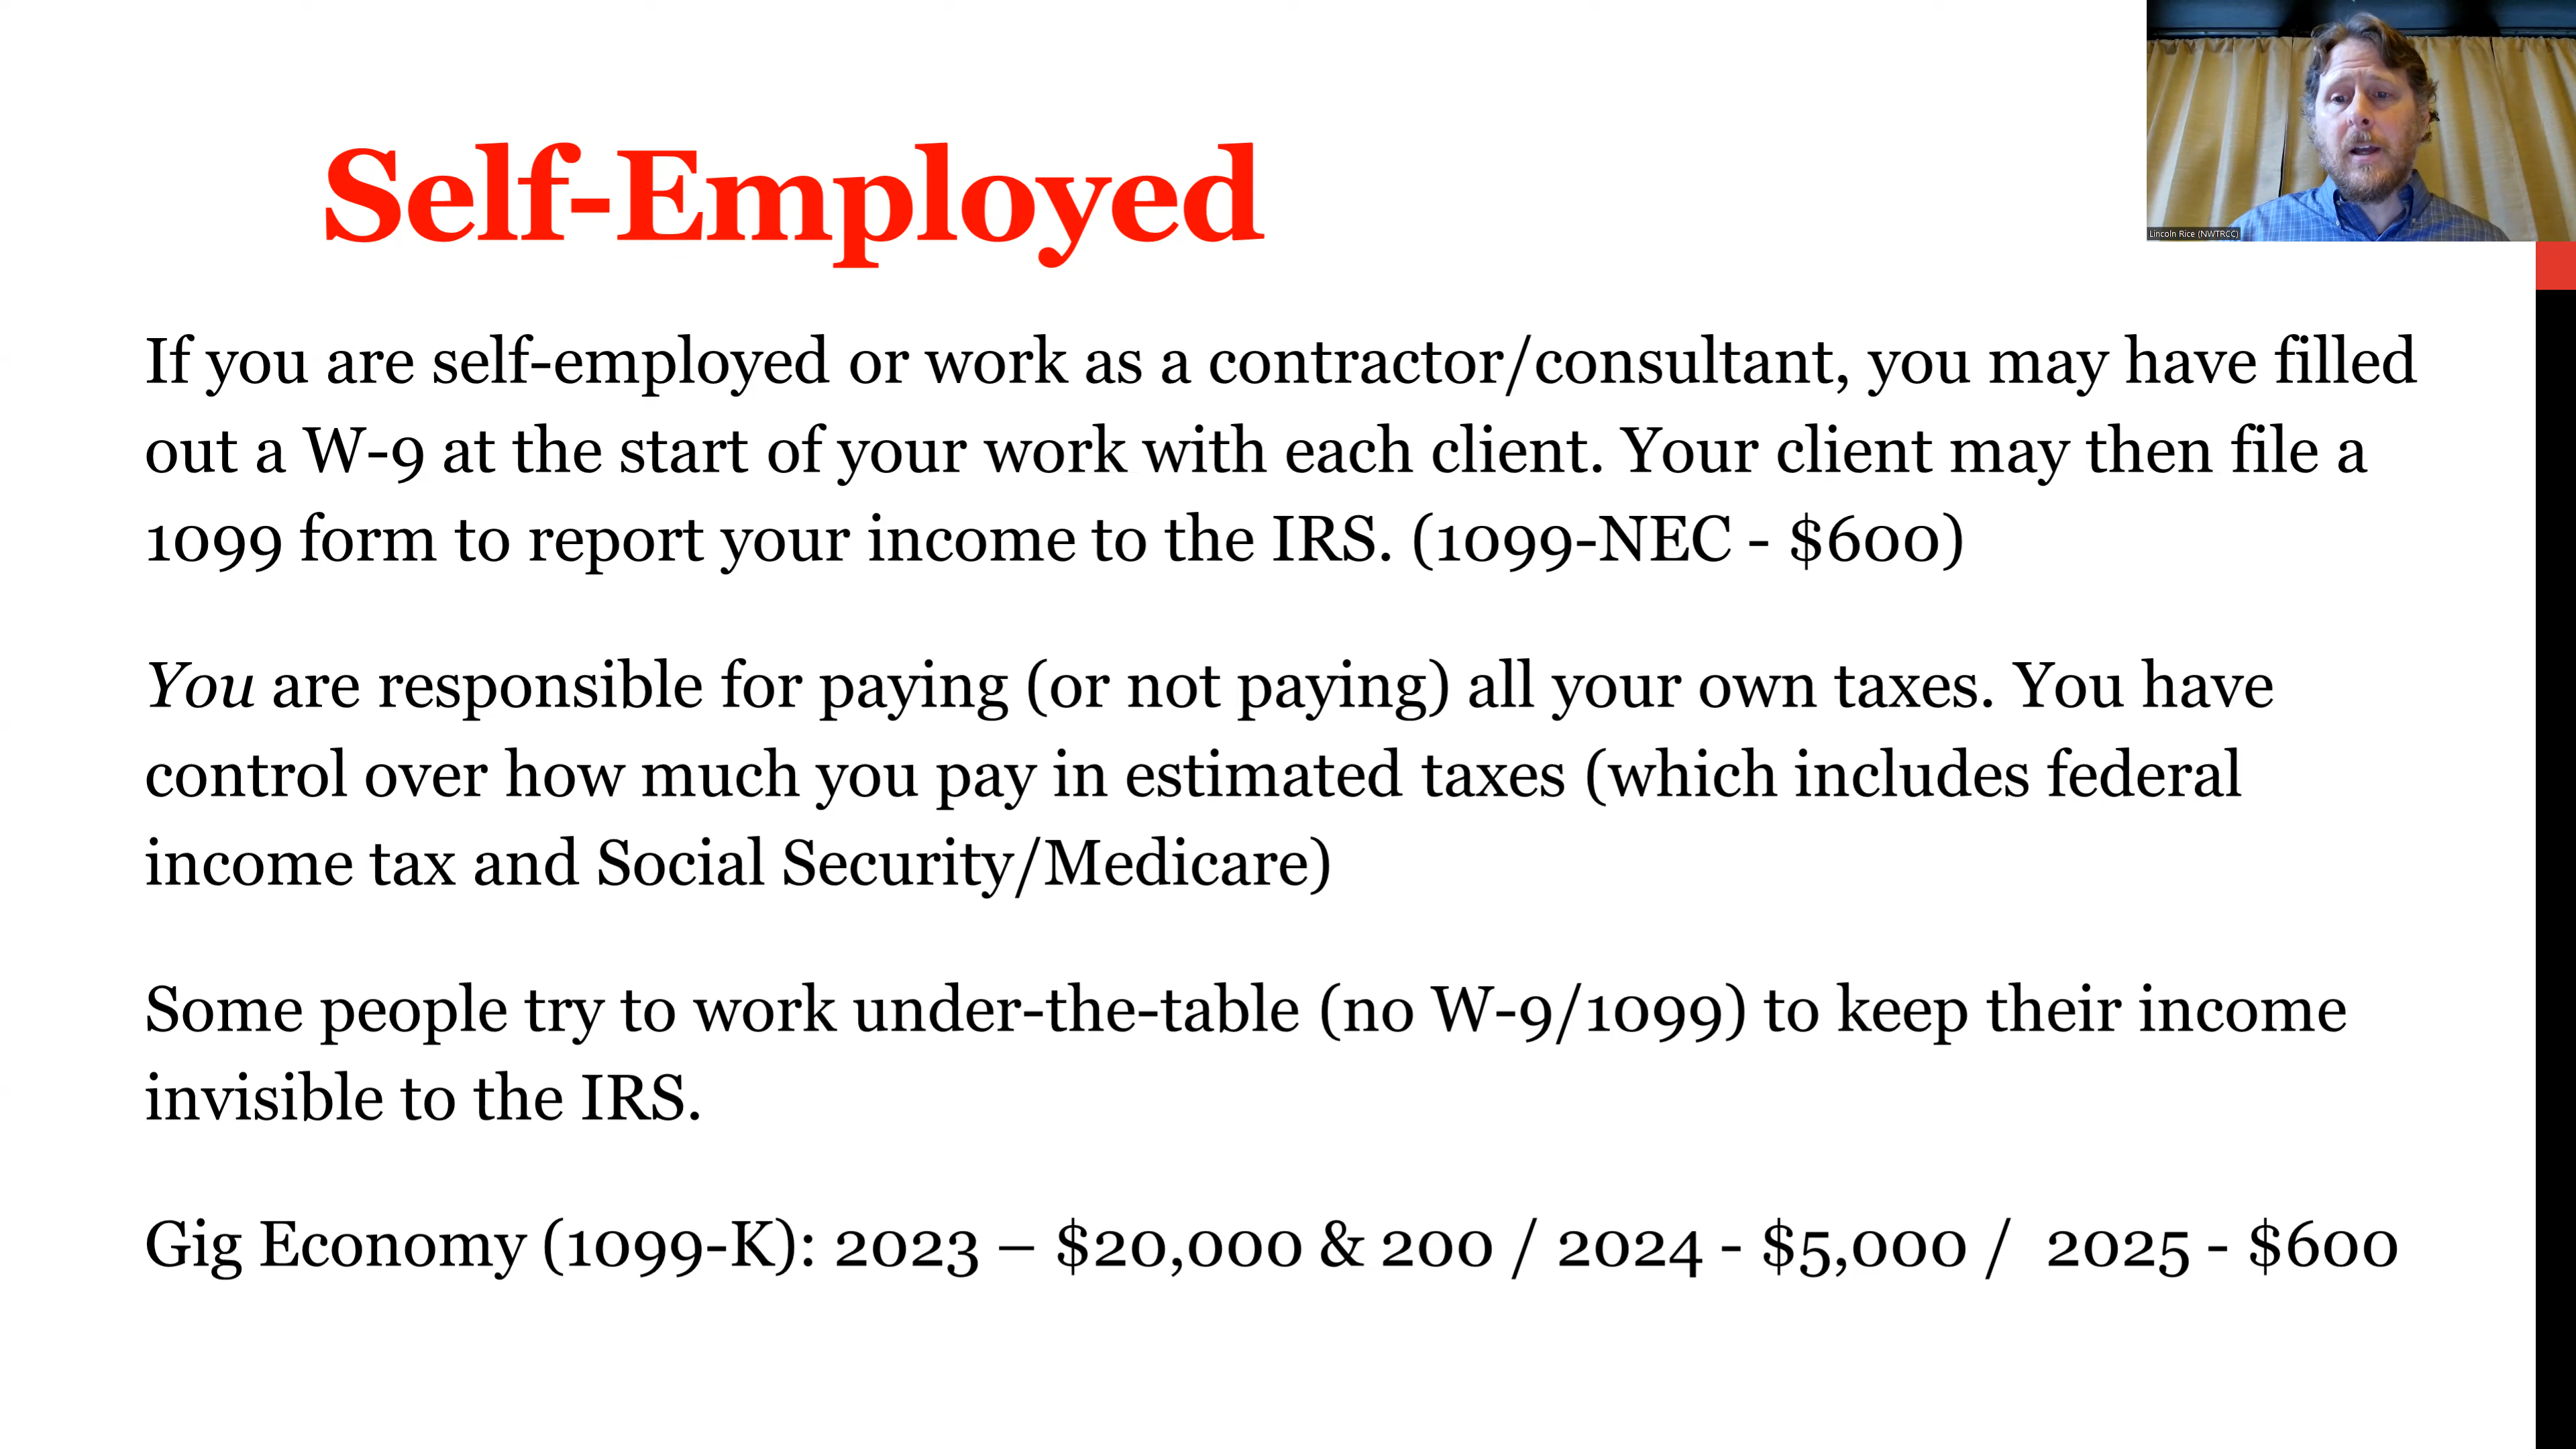 Self-Employed
Lincoln Rice (NWTRCC)
If you are self-employed or work as a contractor/consultant, you may have filled
out a W-9 at the start of your work with each client. Your client may then file a
1099 form to report your income to the IRS. (1099-NEC - $600)
You are responsible for paying (or not paying) all your own taxes. You have
control over how much you pay in estimated taxes (which includes federal
income tax and Social Security/Medicare)
Some people try to work under-the-table (no W-9/1099) to keep their income
invisible to the IRS.
Gig Economy (1099-K): 2023 – $20,000 & 200 / 2024 - $5,000 /  2025 - $600